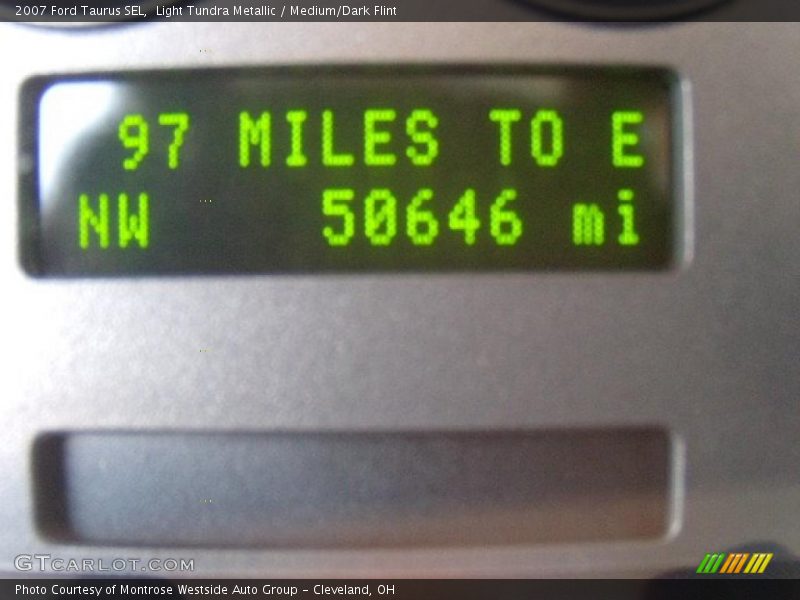 2007 Ford Taurus SEL, Light Tundra Metallic / Medium/Dark Flint
97 MILES TO E
NW 50646 mi
GTCARLOT.COM
Photo Courtesy of Montrose Westside Auto Group - Cleveland, OH